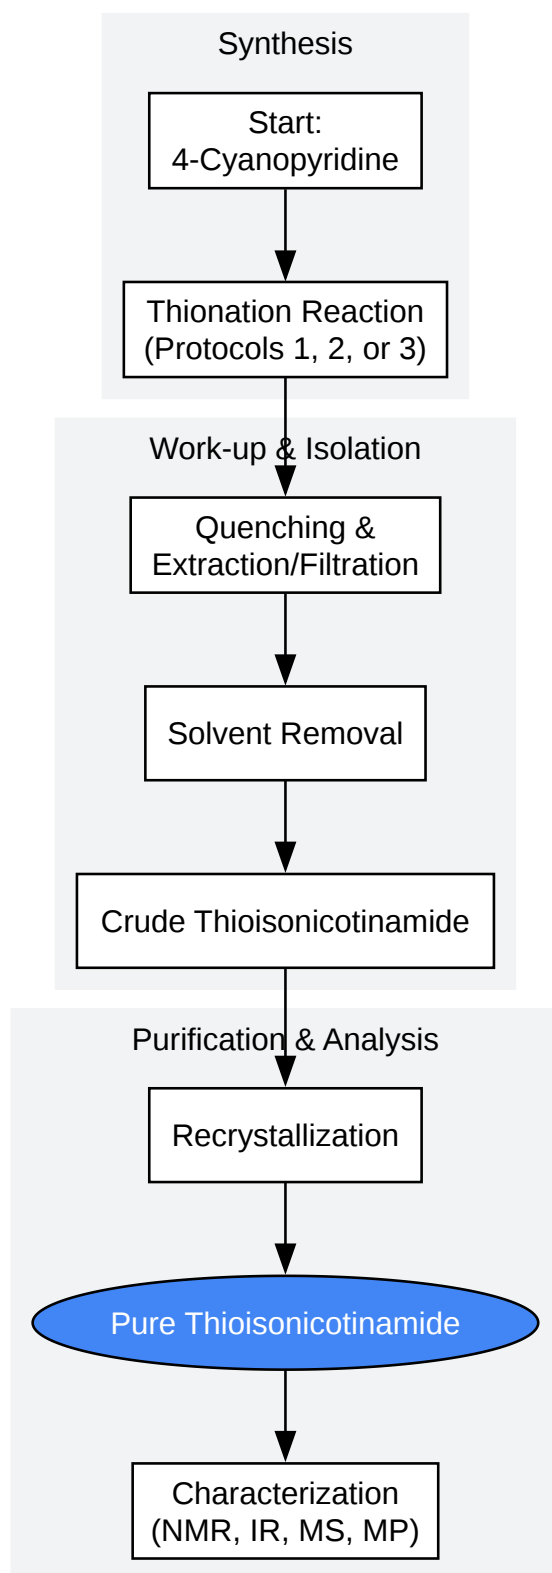 Synthesis
Start:
4-Cyanopyridine
Thionation Reaction
(Protocols 1, 2, or 3)
Work-up & Isolation
Quenching &
Extraction/Filtration
Solvent Removal
Crude Thioisonicotinamide
Purification & Analysis
Recrystallization
Pure Thioisonicotinamide
Characterization
(NMR, IR, MS, MP)